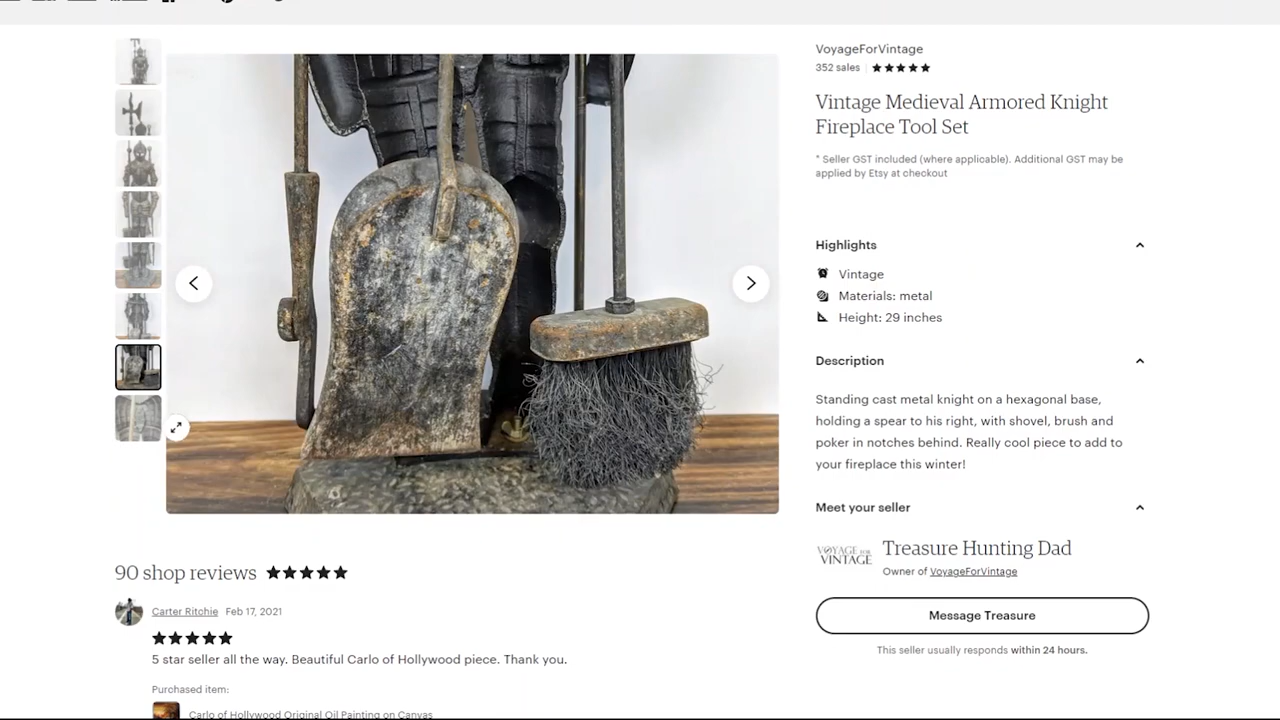 VoyageForVintage
352 sales
Vintage Medieval Armored Knight
Fireplace Tool Set
* Seller GST included (where applicable). Additional GST may be
applied by Etsy at checkout
Highlights
Vintage
Materials: metal
Height: 29 inches
Description
Standing cast metal knight on a hexagonal base,
holding a spear to his right, with shovel, brush and
poker in notches behind. Really cool piece to add to
your fireplace this winter!
Meet your seller
VOYAGE FOR
VINTAGE
Treasure Hunting Dad
Owner of VoyageForVintage
Message Treasure
This seller usually responds within 24 hours.
90 shop reviews
Carter Ritchie Feb 17, 2021
5 star seller all the way. Beautiful Carlo of Hollywood piece. Thank you.
Purchased item:
Carlo of Hollywood Original Oil Painting on Canvas